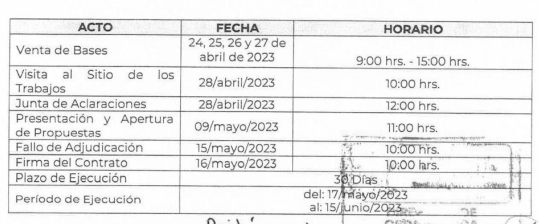 ACTO FECHA HORARIO
Venta de Bases 24, 25, 26 y 27 de
abril de 2023 9:00 hrs. - 15:00 hrs.
Visita al Sitio de los
Trabajos 28/abril/2023 10:00 hrs.
Junta de Aclaraciones 28/abril/2023 12:00 hrs.
Presentación y Apertura
de Propuestas 09/mayo/2023 11:00 hrs.
Fallo de Adjudicación 15/mayo/2023 10:00 hrs.
Firma del Contrato 16/mayo/2023 10:00 hrs.
Plazo de Ejecución 30 Días
Período de Ejecución del: 17/mayo/2023
al: 15/junio/2023